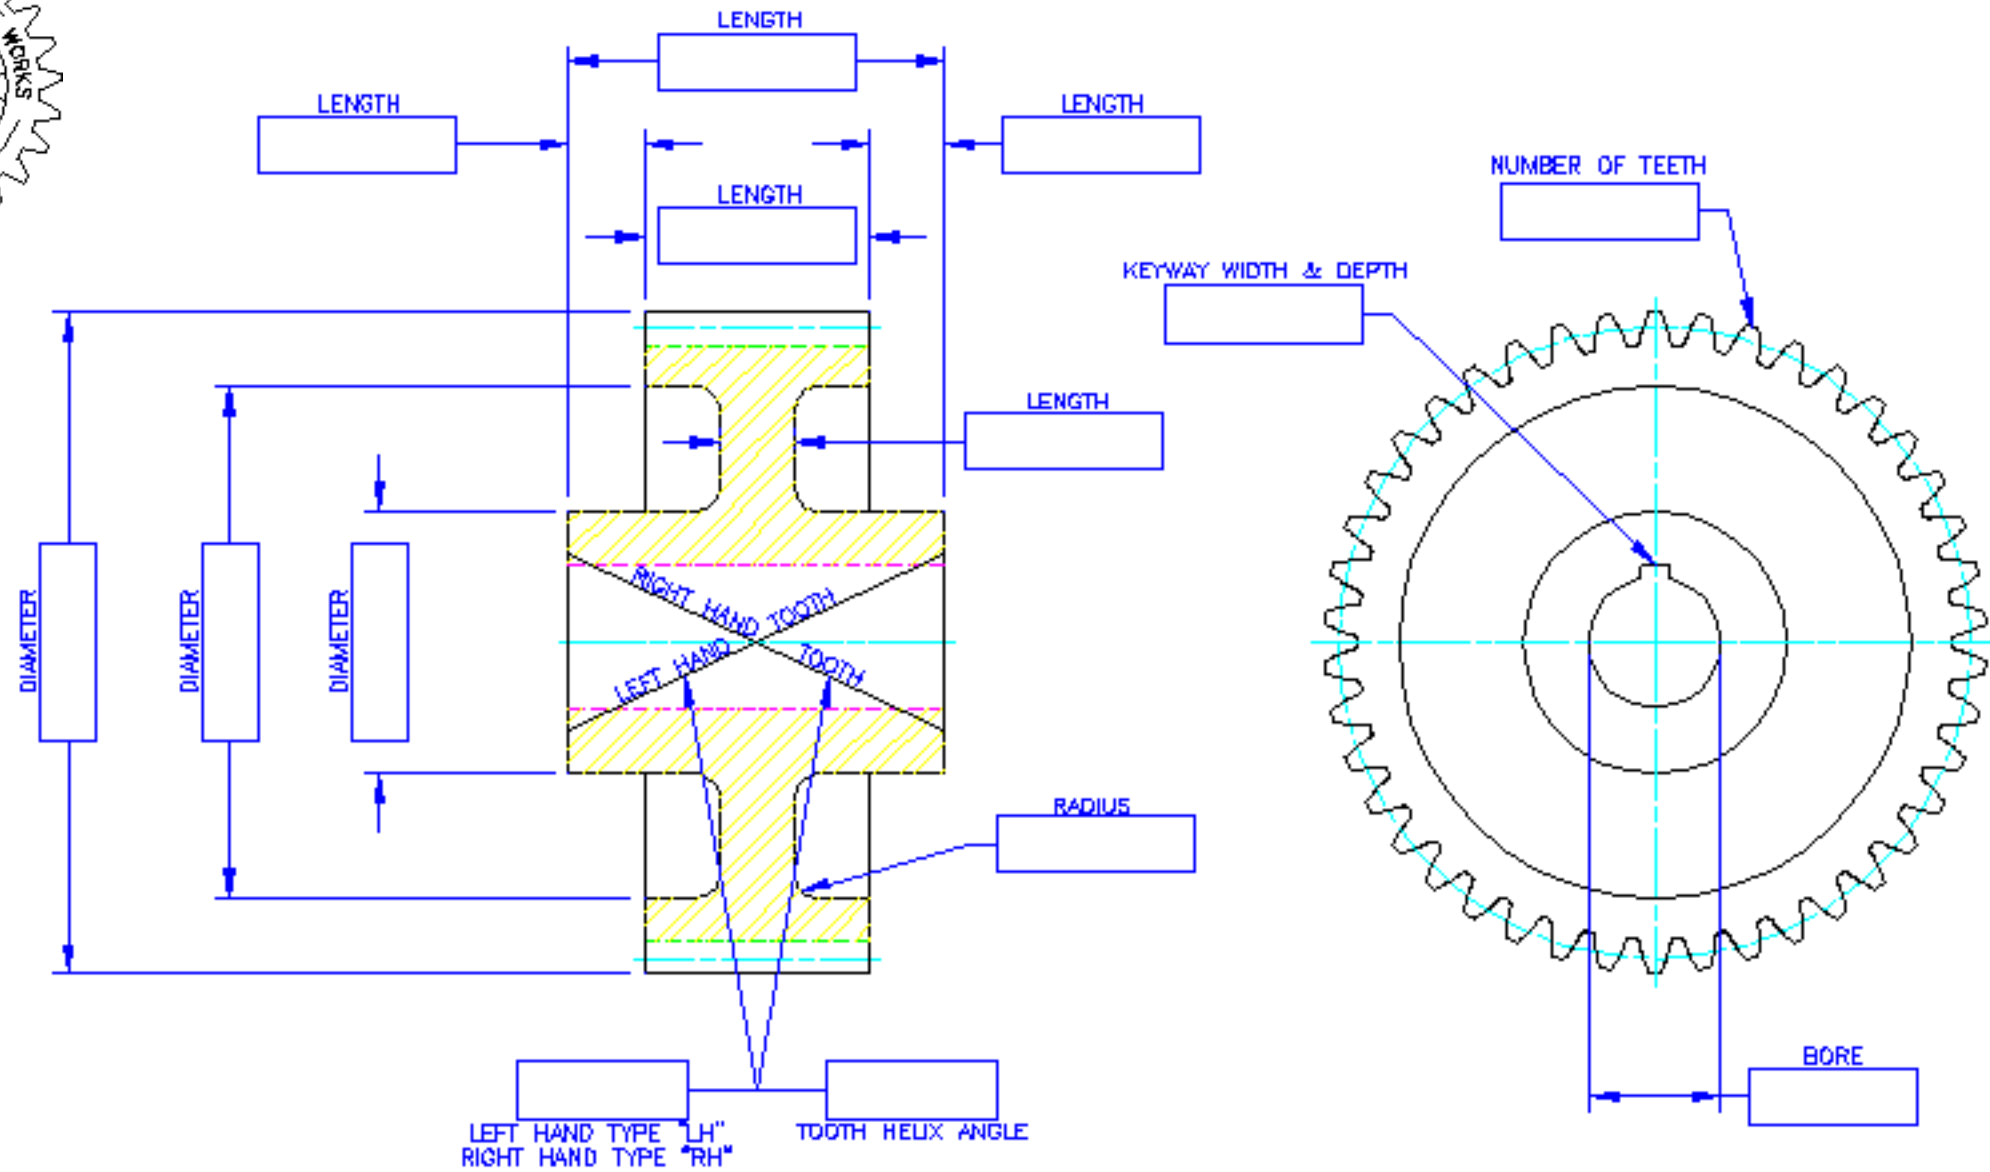 WORKS
LENGTH
LENGTH
LENGTH
LENGTH
NUMBER OF TEETH
KEYWAY WIDTH & DEPTH
LENGTH
DIAMETER
DIAMETER
DIAMETER
RIGHT HAND TOOTH
LEFT HAND TOOTH
RADIUS
BORE
LEFT HAND TYPE "LH"
RIGHT HAND TYPE "RH"
TOOTH HELIX ANGLE